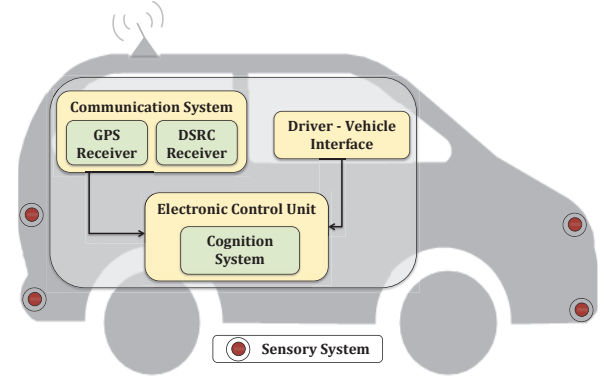 Communication System
GPS
Receiver
DSRC
Receiver
Driver - Vehicle
Interface
Electronic Control Unit
Cognition
System
Sensory System